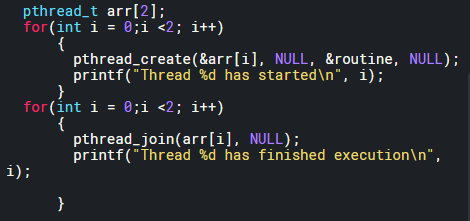 pthread_t arr[2];
for(int i = 0;i <2; i++)
{
pthread_create(&arr[i], NULL, &routine, NULL);
printf("Thread %d has started\n", i);
}
for(int i = 0;i <2; i++)
{
pthread_join(arr[i], NULL);
printf("Thread %d has finished execution\n",
i);
}